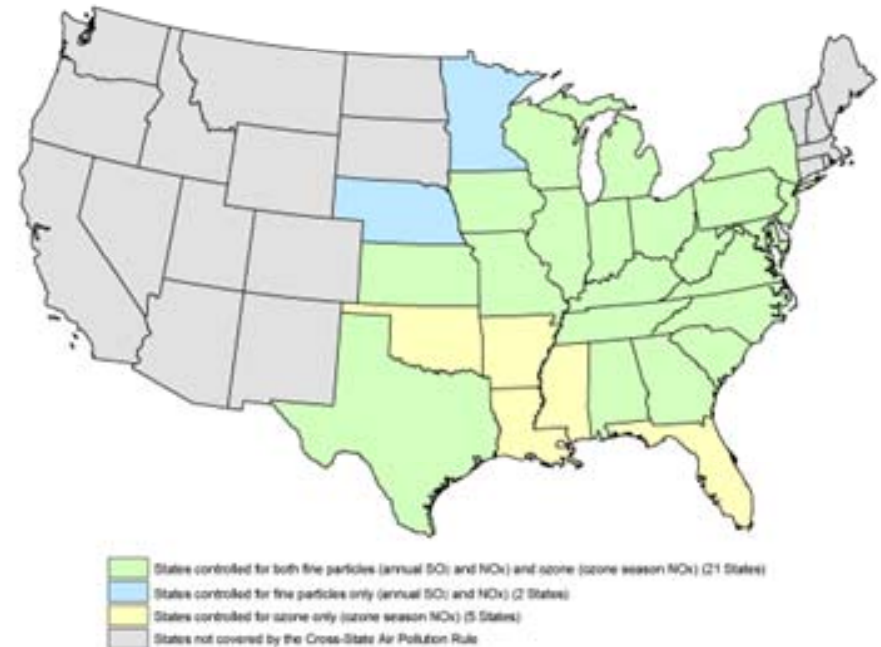 States controlled for both fine particles (annual SO₂ and NOx) and ozone (ozone season NOx) (21 States)
States controlled for fine particles only (annual SO₂ and NOx) (2 States)
States controlled for ozone only (ozone season NOx) (5 States)
States not covered by the Cross-State Air Pollution Rule